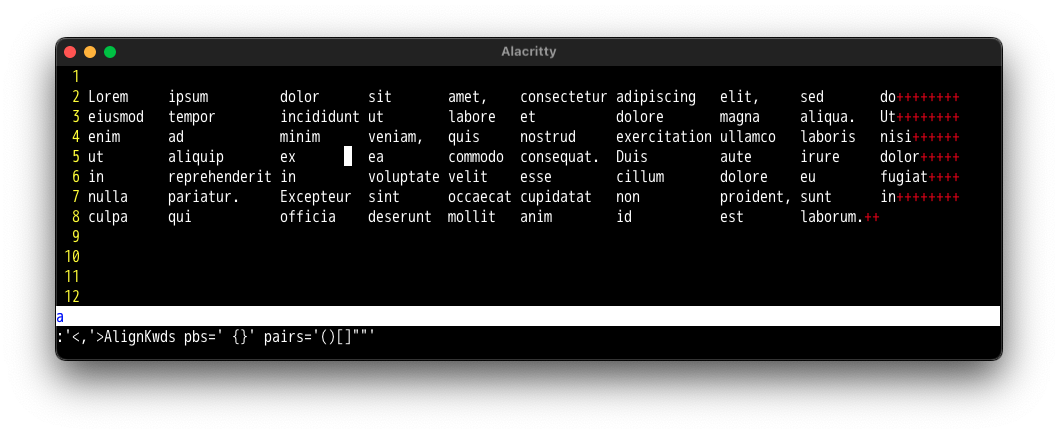 Alacritty
1
2 Lorem ipsum dolor sit amet, consectetur adipiscing elit, sed do++++++++
3 eiusmod tempor incididunt ut labore et dolore magna aliqua. Ut++++++++
4 enim ad minim veniam, quis nostrud exercitation ullamco laboris nisi++++++
5 ut aliquip ex ea commodo consequat. Duis aute irure dolor+++++
6 in reprehenderit in voluptate velit esse cillum dolore eu fugiat++++
7 nulla pariatur. Excepteur sint occaecat cupidatat non proident, sunt in++++++++
8 culpa qui officia deserunt mollit anim id est laborum.++
9
10
11
12
a
:'<,'>AlignKwds pbs=' {}' pairs='()[]""'